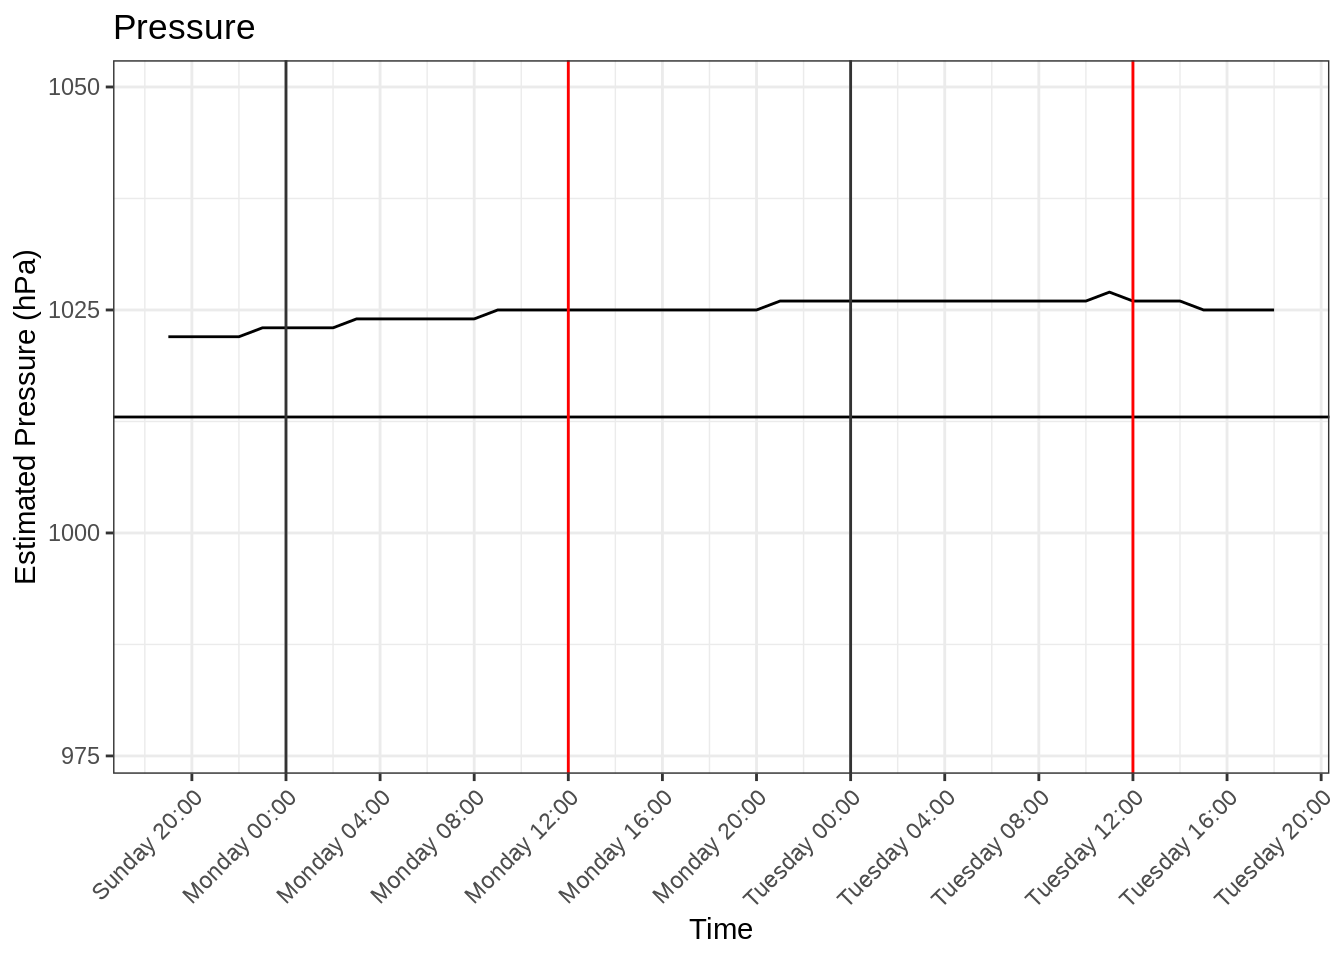 Pressure
Estimated Pressure (hPa)
1050
1025
1000
975
Sunday 20:00
Monday 00:00
Monday 04:00
Monday 08:00
Monday 12:00
Monday 16:00
Monday 20:00
Tuesday 00:00
Tuesday 04:00
Tuesday 08:00
Tuesday 12:00
Tuesday 16:00
Tuesday 20:00
Time